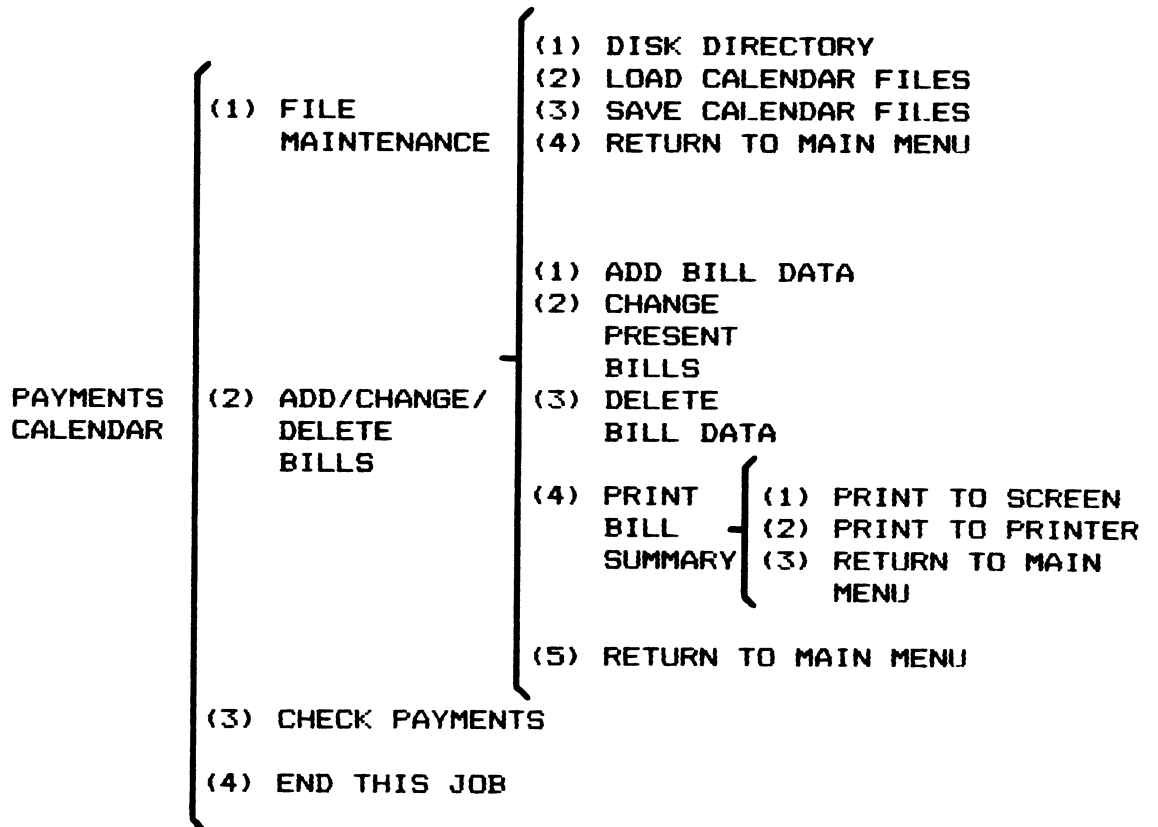 (1) DISK DIRECTORY
(2) LOAD CALENDAR FILES
(1) FILE (3) SAVE CALENDAR FILES
MAINTENANCE (4) RETURN TO MAIN MENU
(1) ADD BILL DATA
(2) CHANGE
PRESENT
BILLS
PAYMENTS (2) ADD/CHANGE/ (3) DELETE
CALENDAR DELETE BILL DATA
BILLS
(4) PRINT (1) PRINT TO SCREEN
BILL (2) PRINT TO PRINTER
SUMMARY (3) RETURN TO MAIN
MENU
(5) RETURN TO MAIN MENU
(3) CHECK PAYMENTS
(4) END THIS JOB